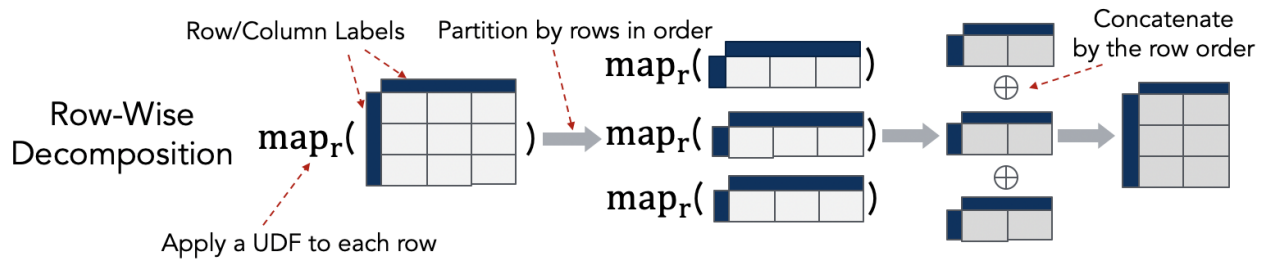 Row/Column Labels
Partition by rows in order
Concatenate
by the row order
Row-Wise
Decomposition
mapr( )
mapr( )
mapr( )
mapr( )
Apply a UDF to each row